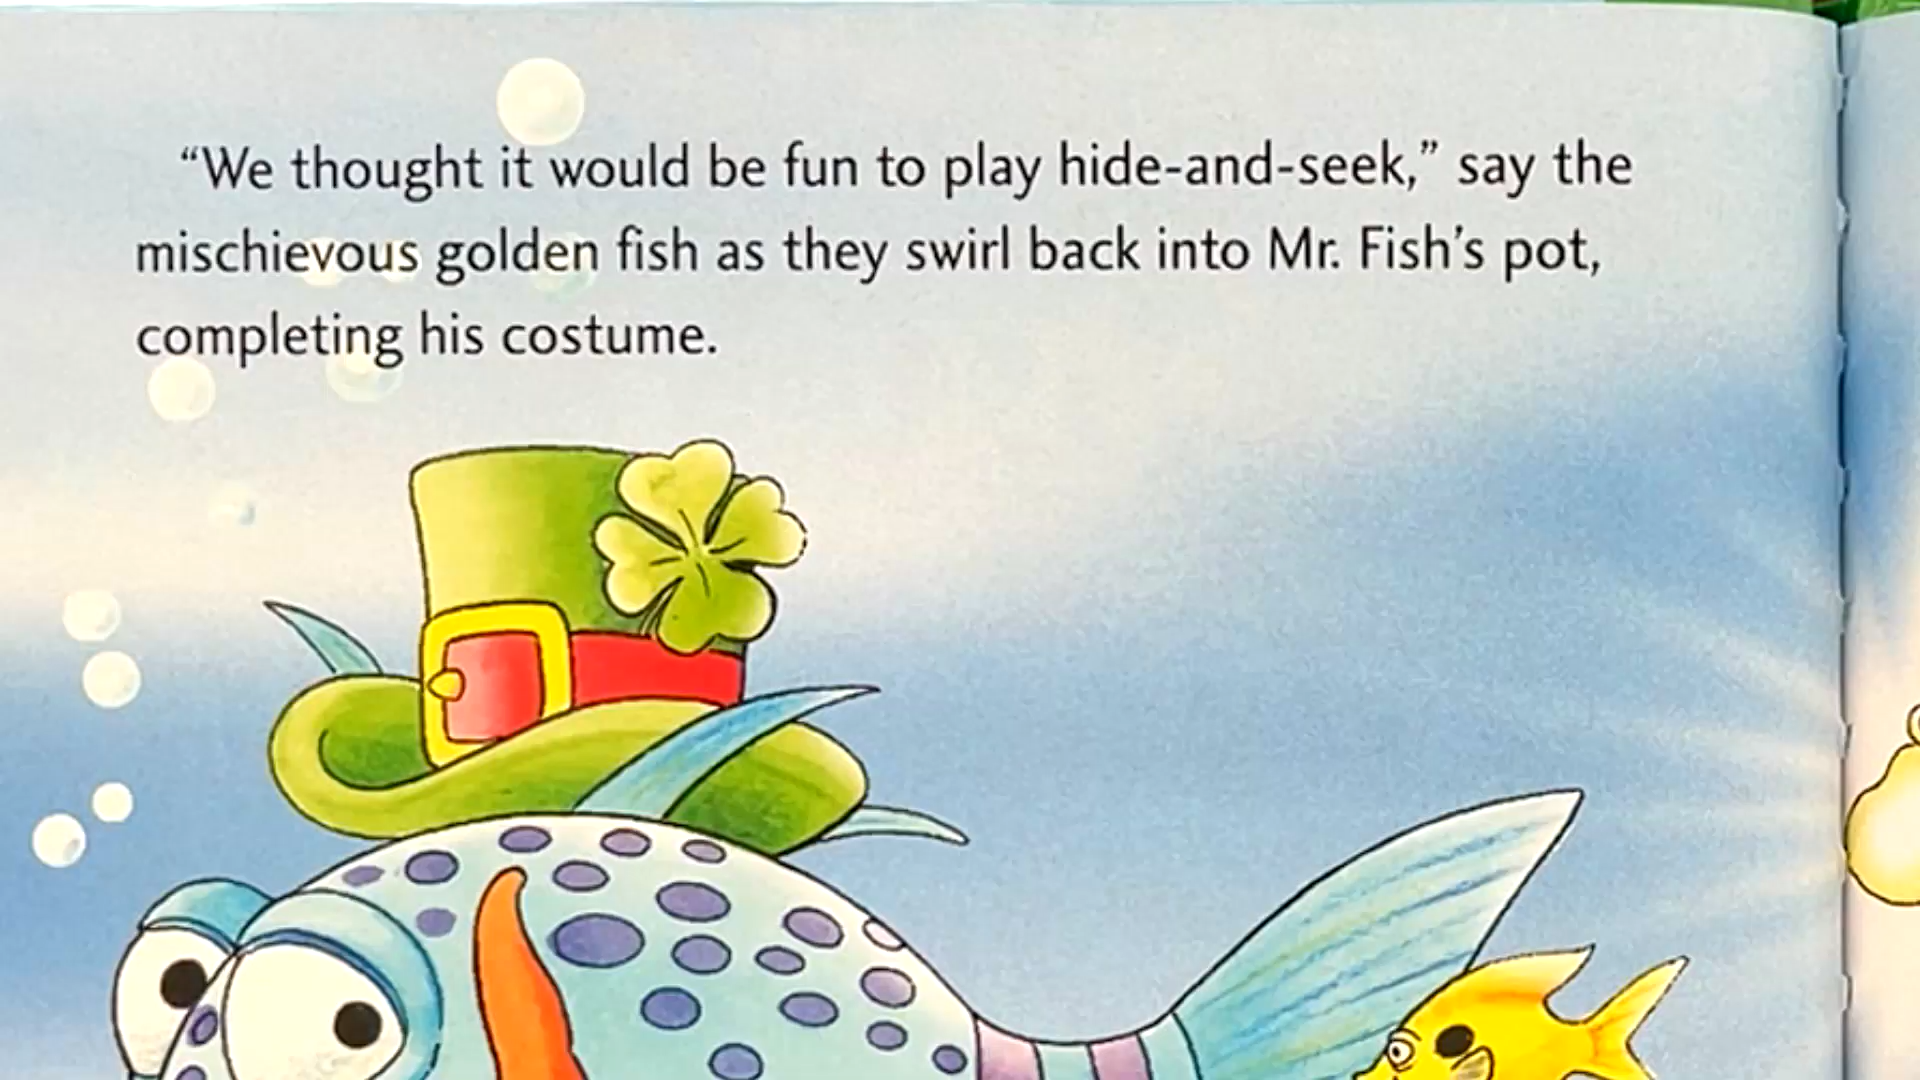 “We thought it would be fun to play hide-and-seek,” say the
mischievous golden fish as they swirl back into Mr. Fish’s pot,
completing his costume.